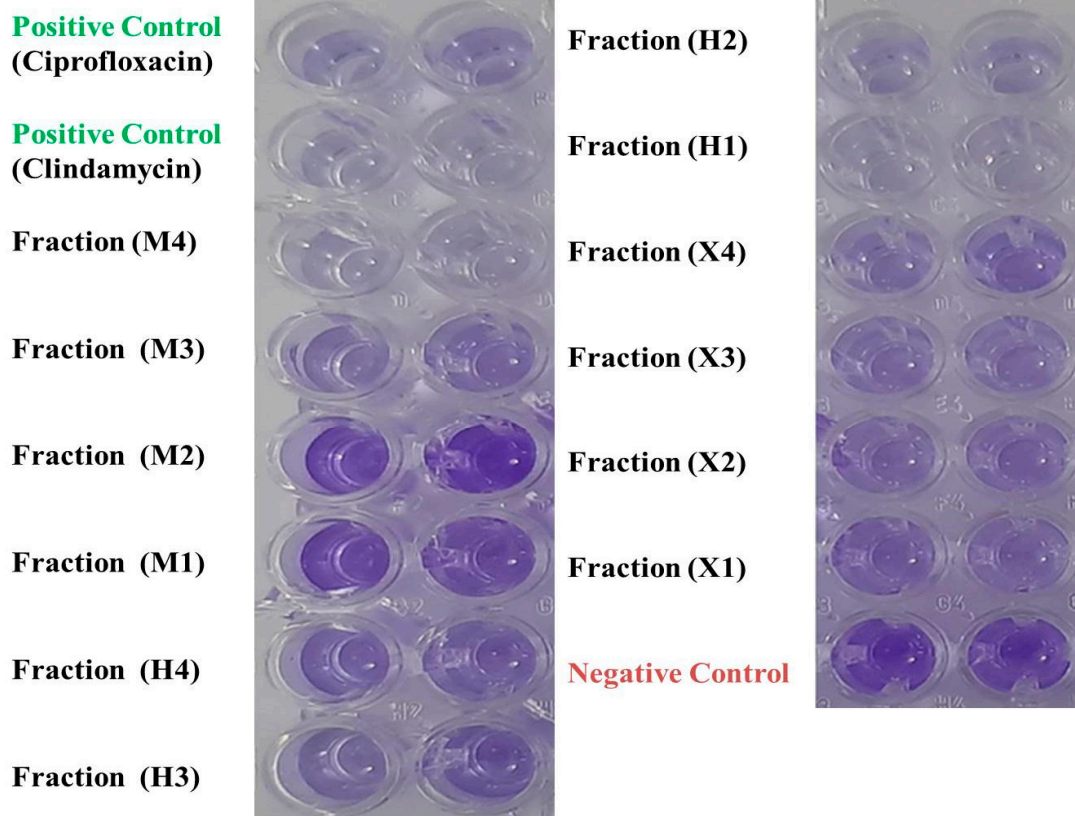 Positive Control
(Ciprofloxacin)
Positive Control
(Clindamycin)
Fraction (M4)
Fraction (M3)
Fraction (M2)
Fraction (M1)
Fraction (H4)
Fraction (H3)
Fraction (H2)
Fraction (H1)
Fraction (X4)
Fraction (X3)
Fraction (X2)
Fraction (X1)
Negative Control